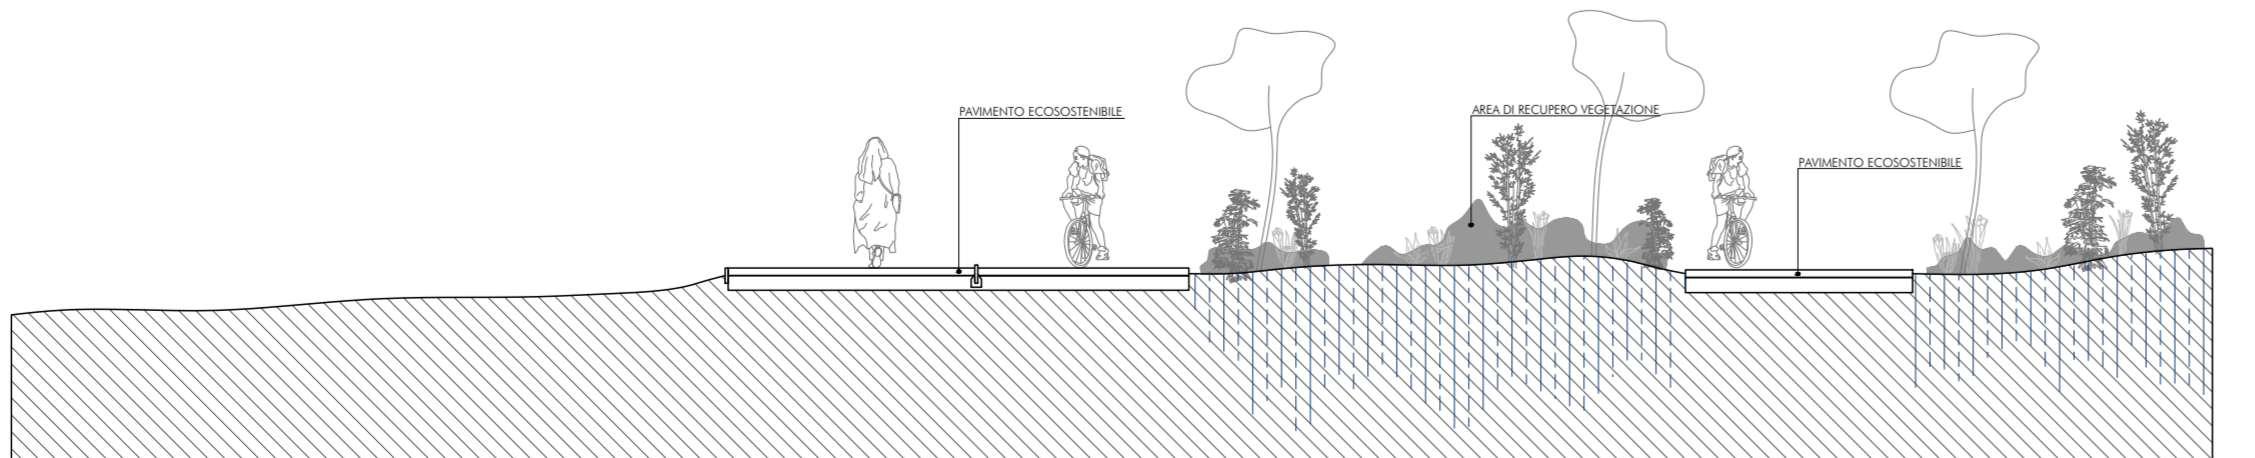 PAVIMENTO ECOSOSTENIBILE
AREA DI RECUPERO VEGETAZIONE
PAVIMENTO ECOSOSTENIBILE